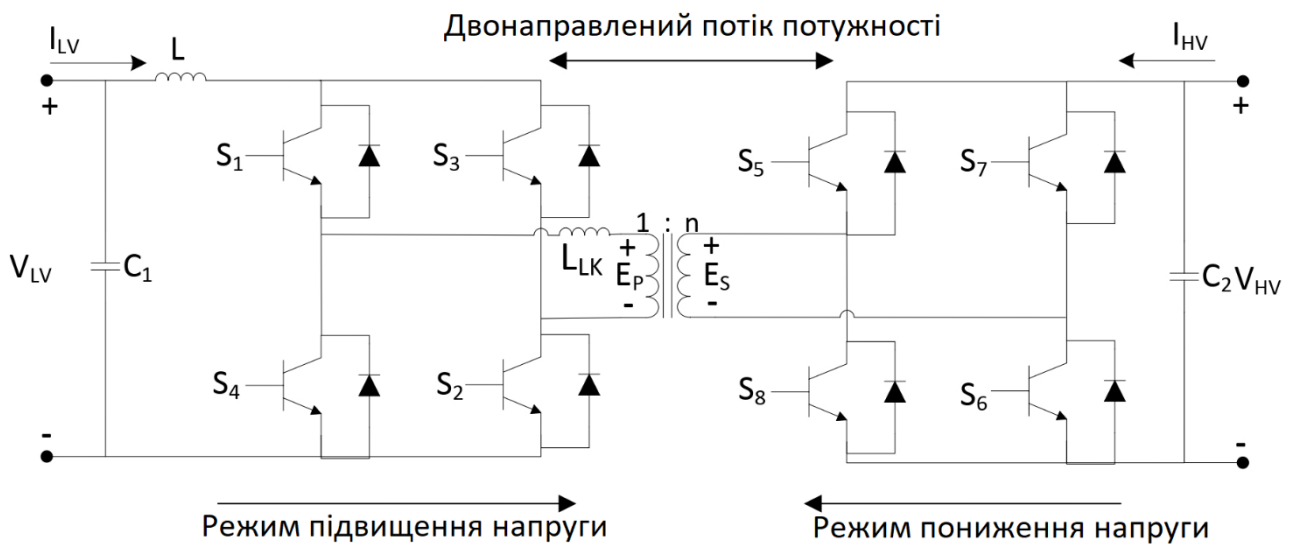 Двонаправлений потік потужності
I_LV
L
I_HV
+
+
S1
S3
S5
S7
1 : n
V_LV
C1
L_LK
+
E_P
-
+
E_S
-
C2
V_HV
S4
S2
S8
S6
-
-
Режим підвищення напруги
Режим пониження напруги